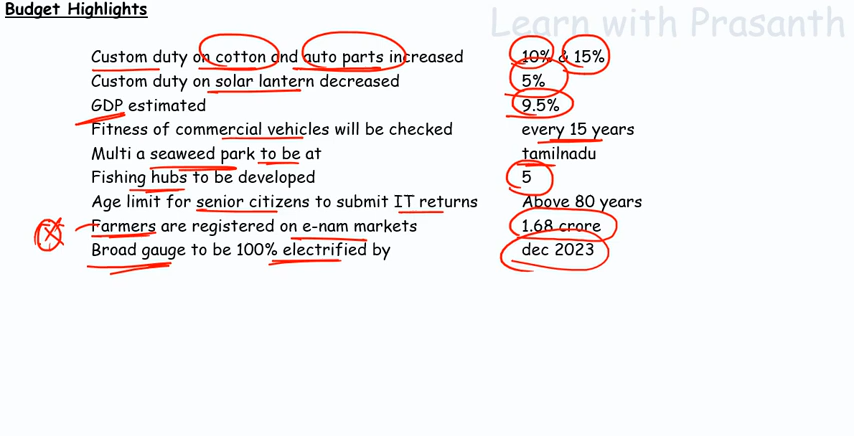 Budget Highlights
Learn with Prasanth
Custom duty on cotton and auto parts increased 10% & 15%
Custom duty on solar lantern decreased 5%
GDP estimated 9.5%
Fitness of commercial vehicles will be checked every 15 years
Multi a seaweed park to be at tamilnadu
Fishing hubs to be developed 5
Age limit for senior citizens to submit IT returns Above 80 years
Farmers are registered on e-nam markets 1.68 crore
Broad gauge to be 100% electrified by dec 2023